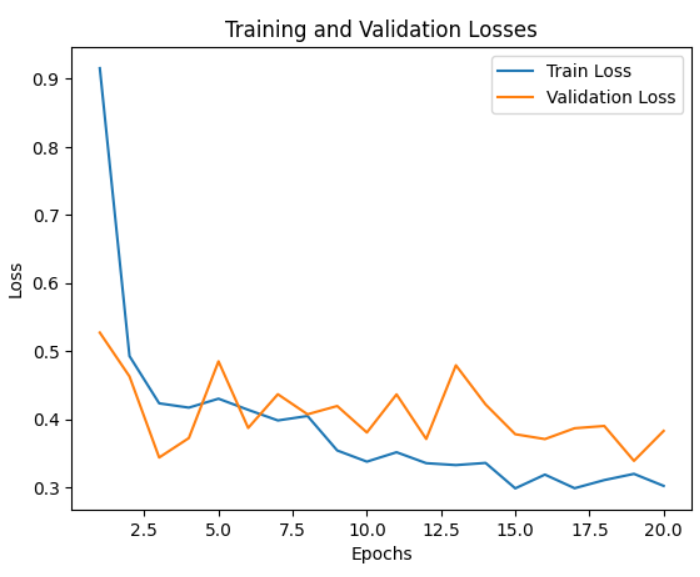 Training and Validation Losses
Train Loss
Validation Loss
0.9
0.8
0.7
0.6
0.5
0.4
0.3
Loss
2.5 5.0 7.5 10.0 12.5 15.0 17.5 20.0
Epochs